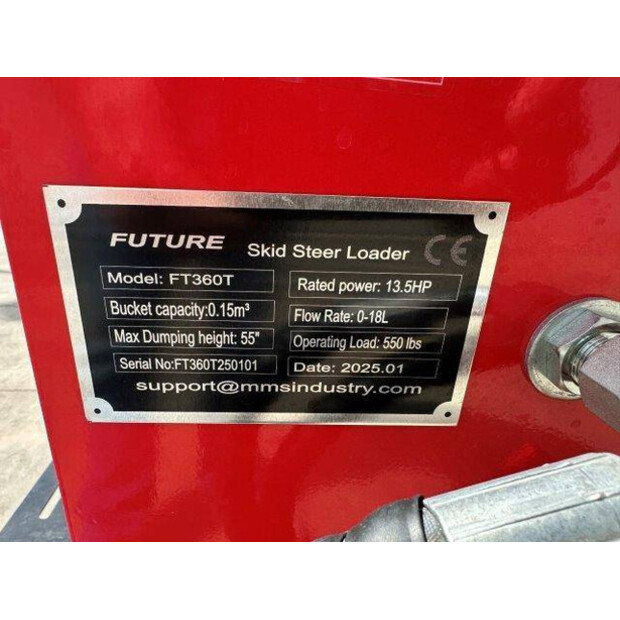 FUTURE Skid Steer Loader CE
Model: FT360T
Rated power: 13.5HP
Bucket capacity:0.15m³
Flow Rate: 0-18L
Max Dumping height: 55"
Operating Load: 550 lbs
Serial No:FT360T250101
Date: 2025.01
support@mmsindustry.com